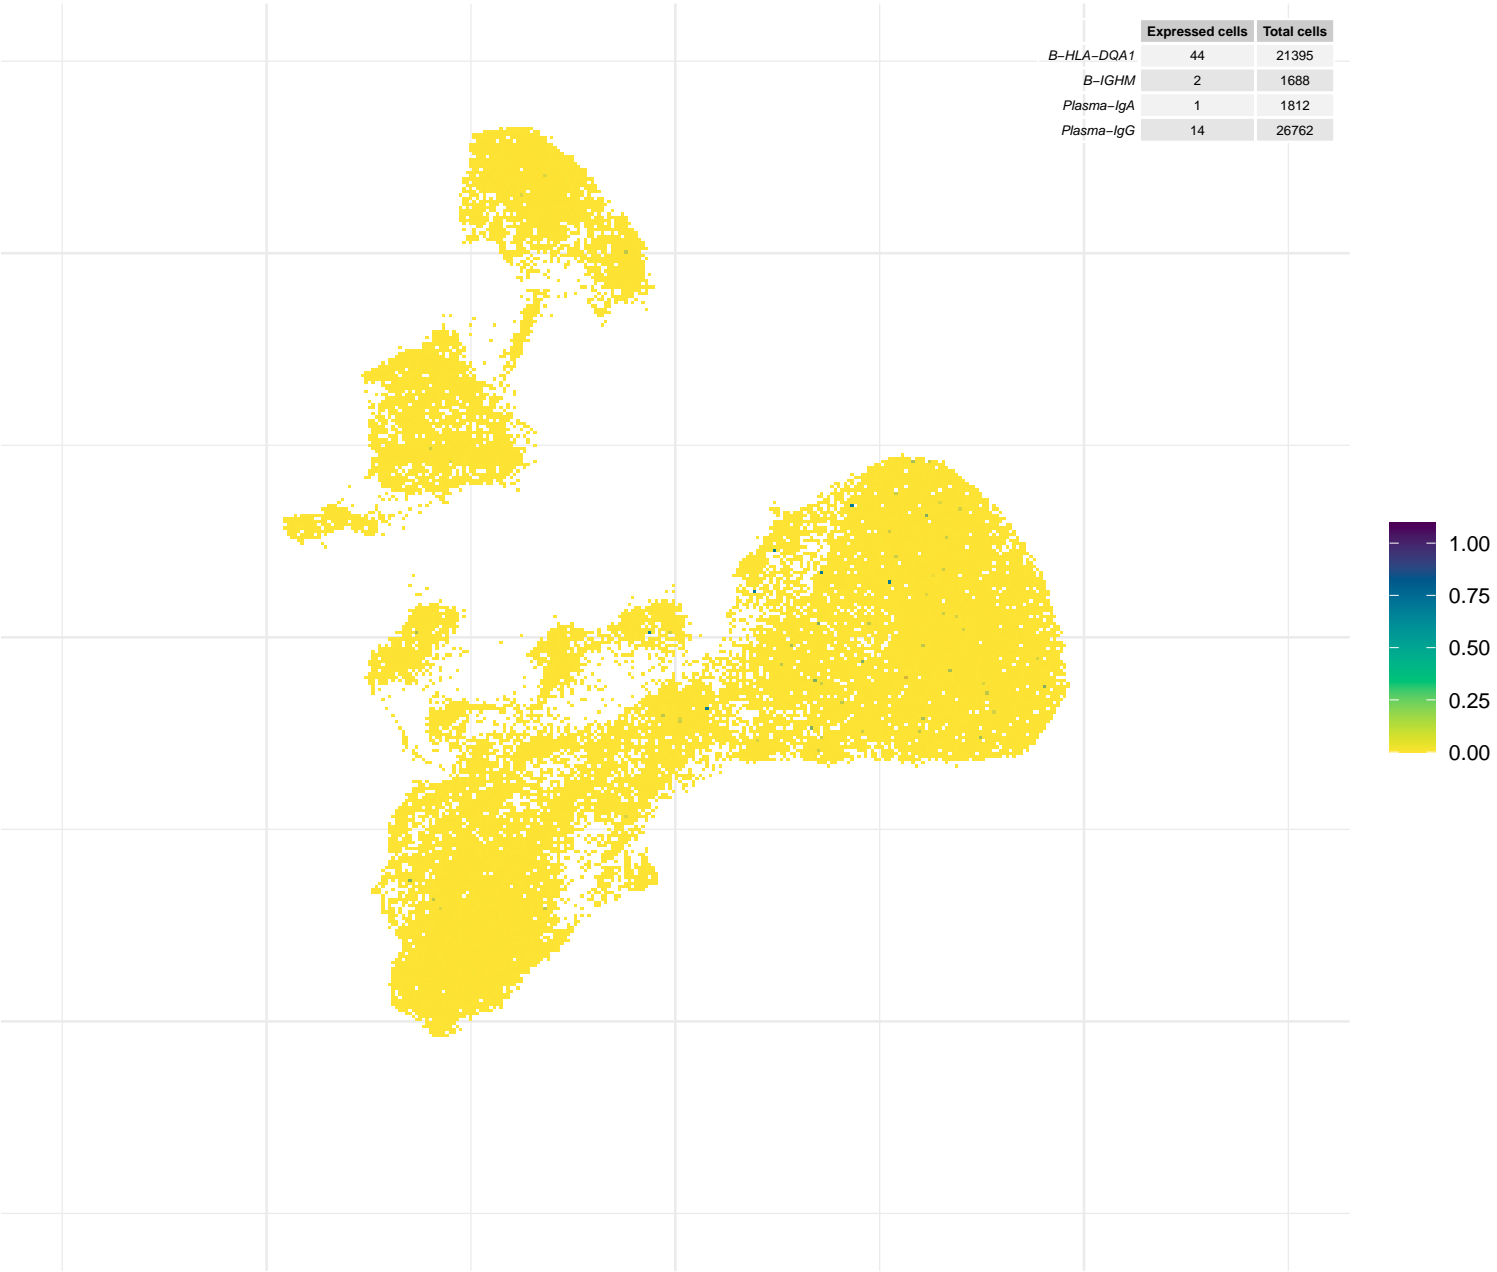 Expressed cells Total cells
B−HLA−DQA1 44 21395
B−IGHM 2 1688
Plasma−IgA 1 1812
Plasma−IgG 14 26762
1.00
0.75
0.50
0.25
0.00